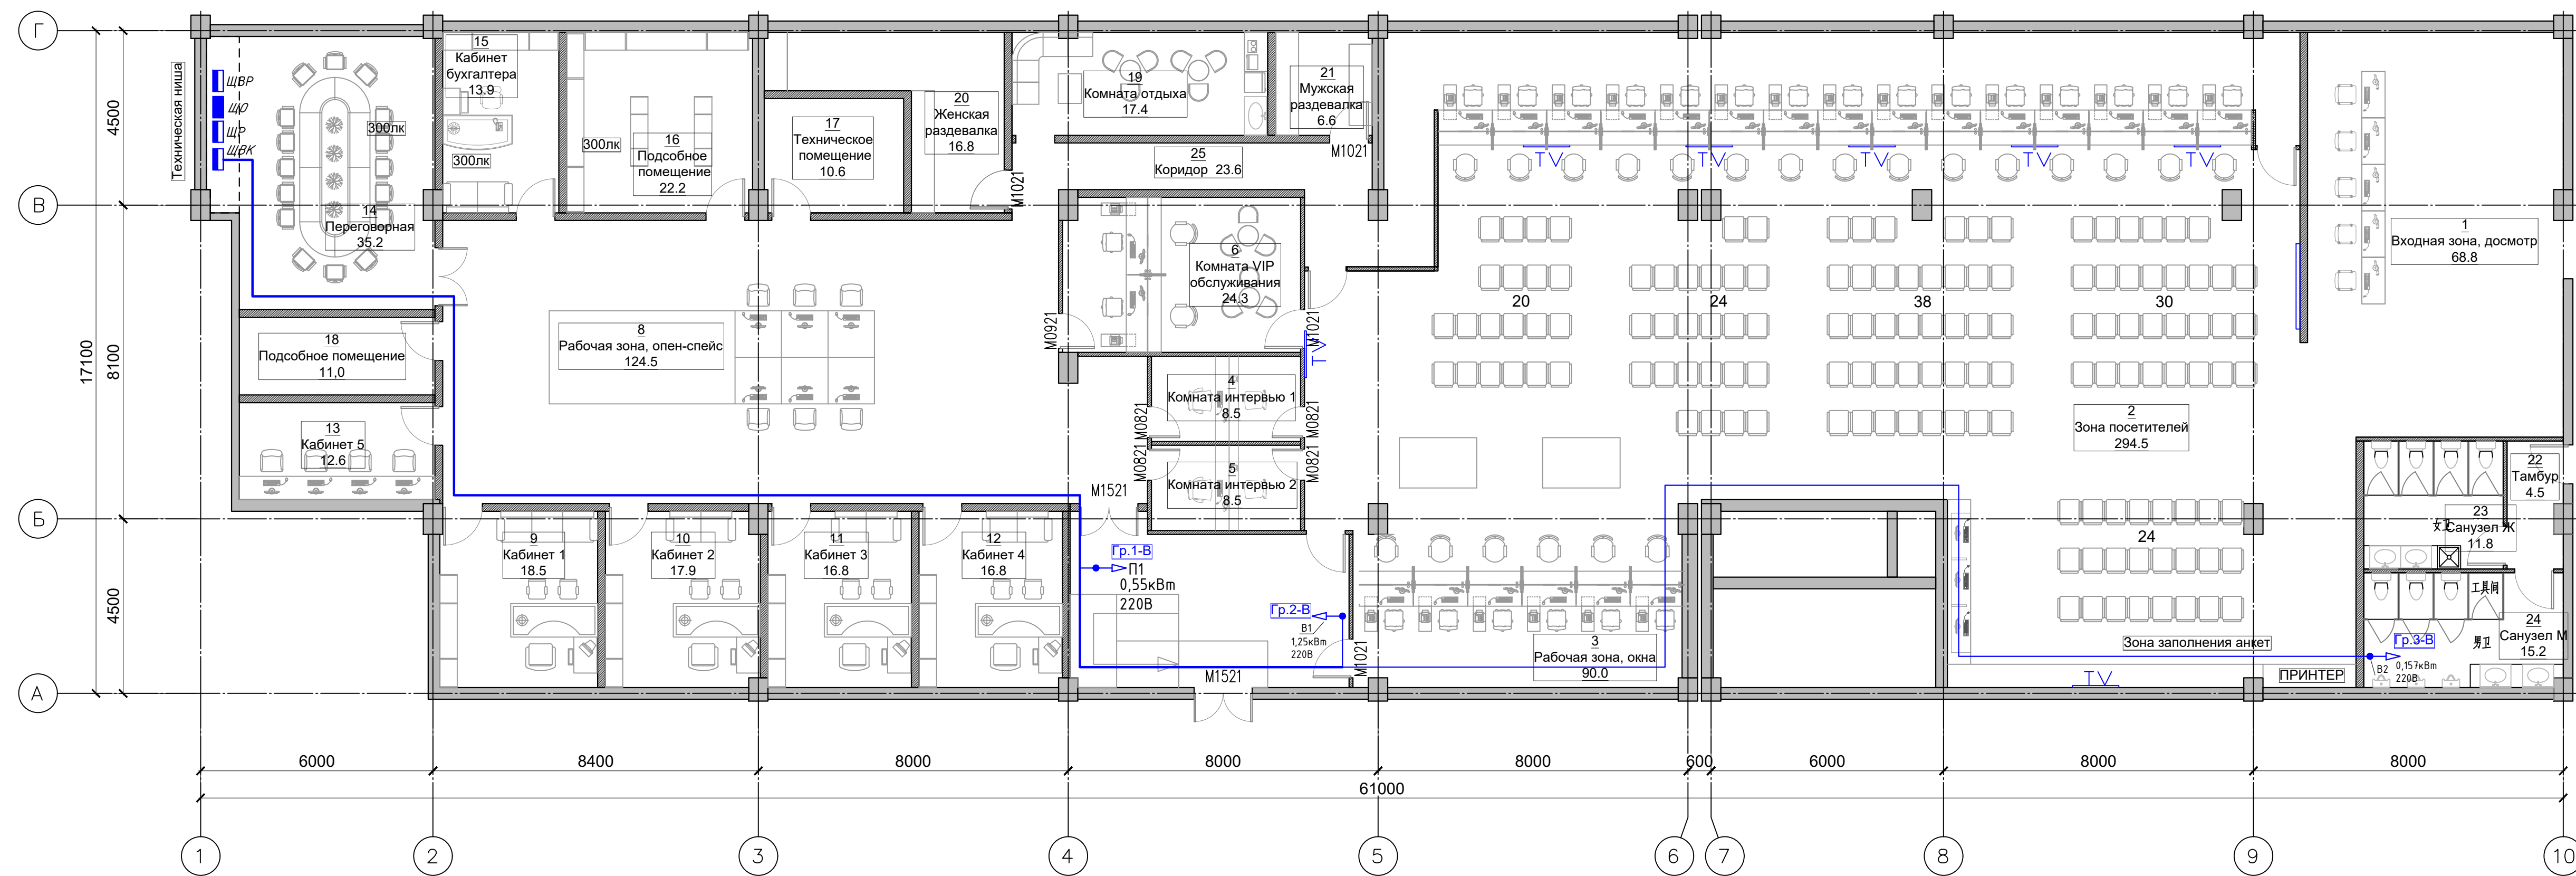 Г
В
Б
А
17100
4500
8100
4500
Техническая ниша
ЩВР
ЩО
ЩР
ЩВК
300лк
14
Переговорная
35.2
15
Кабинет
бухгалтера
13.9
300лк
300лк
16
Подсобное
помещение
22.2
17
Техническое
помещение
10.6
20
Женская
раздевалка
16.8
М1021
19
Комната отдыха
17.4
21
Мужская
раздевалка
6.6
М1021
25
Коридор 23.6
TV
TV
TV
TV
TV
1
Входная зона, досмотр
68.8
6
Комната VIP
обслуживания
24.3
М0921
М1021
TV
20
24
38
30
8
Рабочая зона, опен-спейс
124.5
18
Подсобное помещение
11,0
13
Кабинет 5
12.6
4
Комната интервью 1
8.5
М0821
М0821
5
Комната интервью 2
8.5
М0821
М0821
М1521
2
Зона посетителей
294.5
22
Тамбур
4.5
23
Санузел Ж
11.8
女卫
24
9
Кабинет 1
18.5
10
Кабинет 2
17.9
11
Кабинет 3
16.8
12
Кабинет 4
16.8
Гр.1-В
П1
0,55кВт
220В
Гр.2-В
В1
1,25кВт
220В
М1021
М1521
3
Рабочая зона, окна
90.0
Зона заполнения анкет
TV
ПРИНТЕР
工具间
男卫
24
Санузел М
15.2
Гр.3-В
В2
0,157кВт
220В
6000
8400
8000
8000
8000
600
6000
8000
8000
61000
1
2
3
4
5
6
7
8
9
10